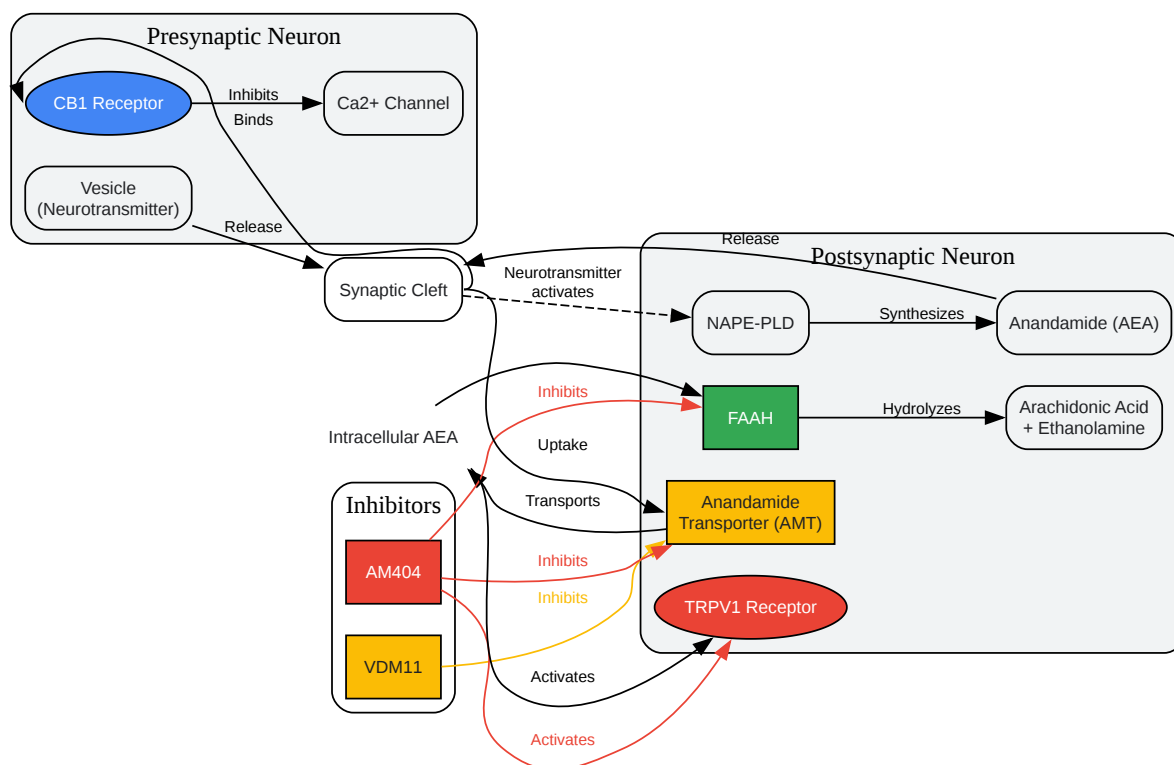 Presynaptic Neuron
CB1 Receptor
Inhibits
Binds
Ca2+ Channel
Vesicle
(Neurotransmitter)
Release
Synaptic Cleft
Neurotransmitter
activates
Release
Postsynaptic Neuron
NAPE-PLD
Synthesizes
Anandamide (AEA)
Inhibits
FAAH
Hydrolyzes
Arachidonic Acid
+ Ethanolamine
Intracellular AEA
Uptake
Transports
Anandamide
Transporter (AMT)
Inhibitors
AM404
Inhibits
Inhibits
TRPV1 Receptor
VDM11
Activates
Activates